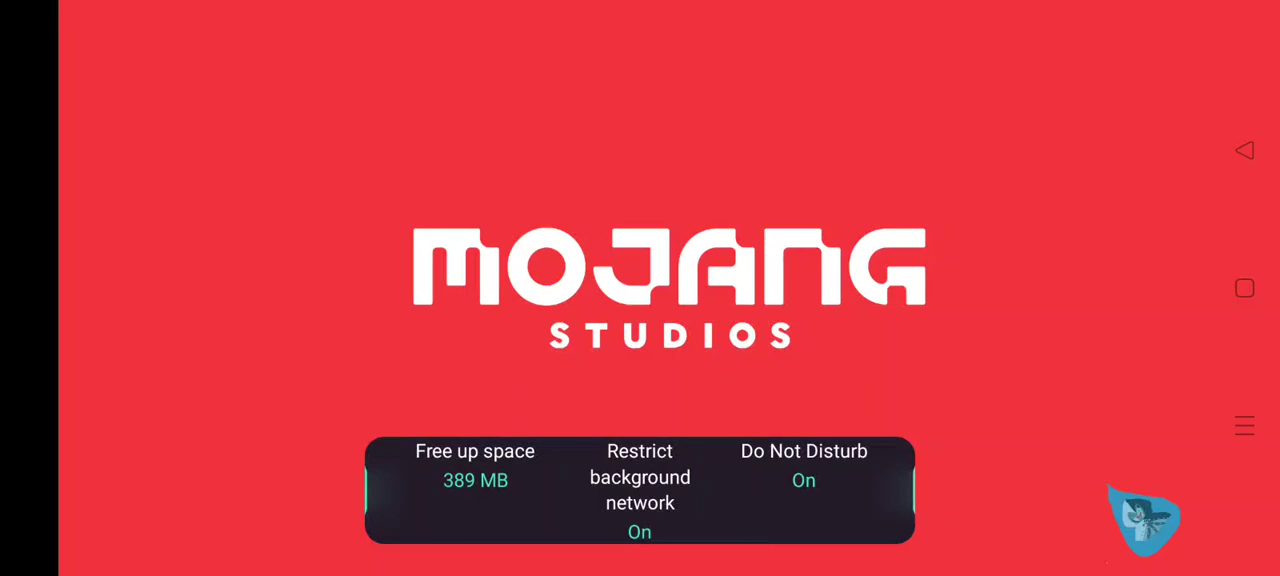 MOJANG
STUDIOS
Free up space
389 MB
Restrict
background
network
On
Do Not Disturb
On